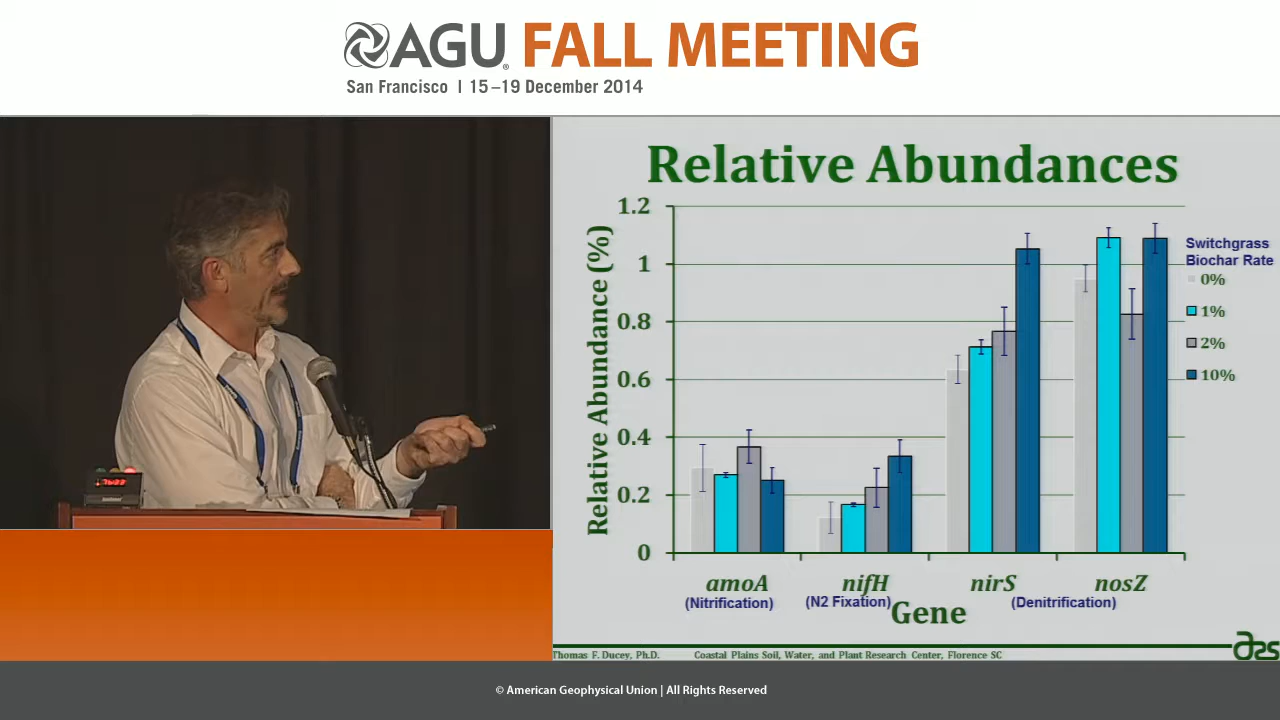 AGU® FALL MEETING
San Francisco | 15–19 December 2014
Relative Abundances
Relative Abundance (%)
1.2
1
0.8
0.6
0.4
0.2
0
Switchgrass
Biochar Rate
0%
1%
2%
10%
amoA nifH nirS nosZ
(Nitrification) (N2 Fixation) (Denitrification)
Gene
Thomas F. Ducey, Ph.D. Coastal Plains Soil, Water, and Plant Research Center, Florence SC
© American Geophysical Union | All Rights Reserved